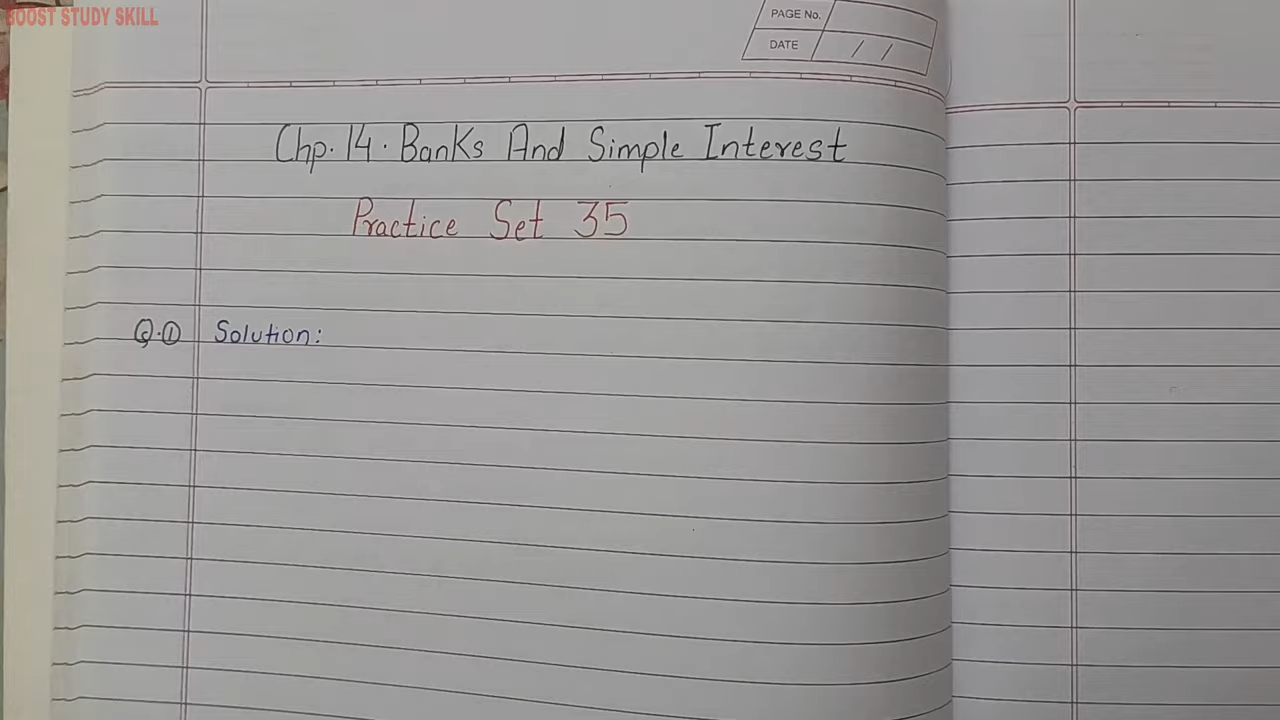 BOOST STUDY SKILL
PAGE No.
DATE / /
Chp. 14. Banks And Simple Interest
Practice Set 35
Q.① Solution: